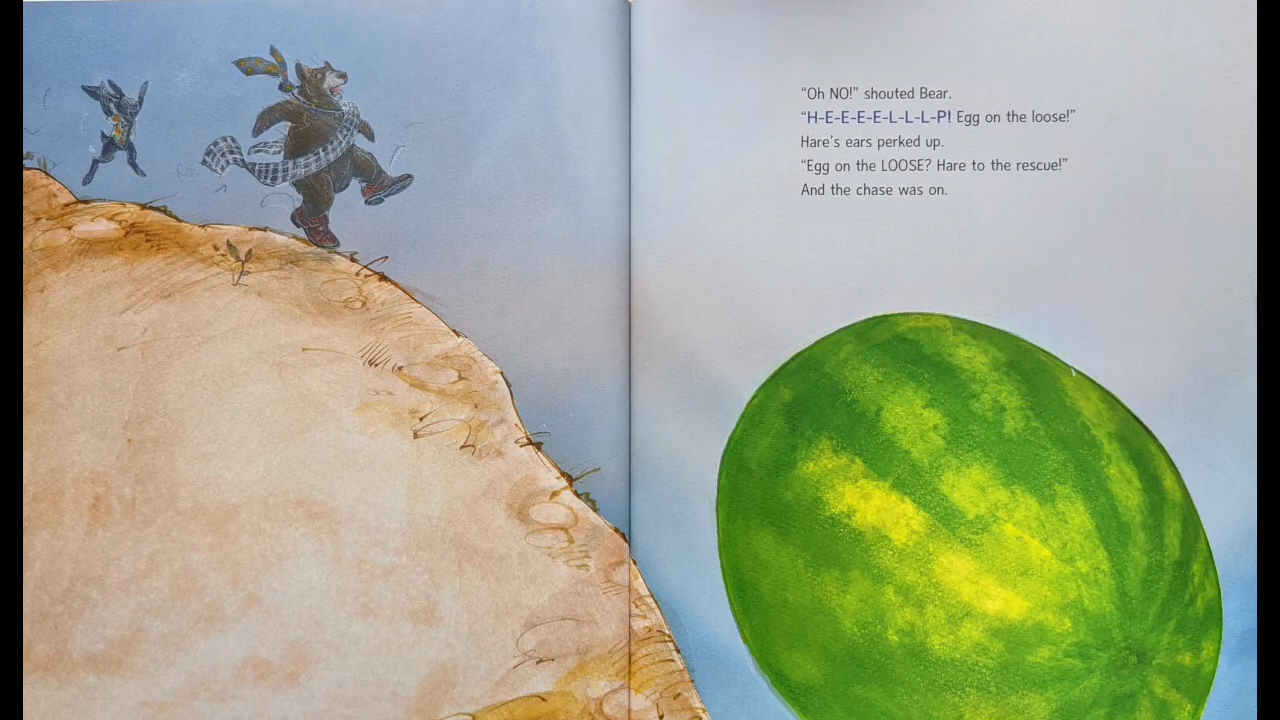 “Oh NO!” shouted Bear.
“H-E-E-E-E-L-L-L-P! Egg on the loose!”
Hare’s ears perked up.
“Egg on the LOOSE? Hare to the rescue!”
And the chase was on.